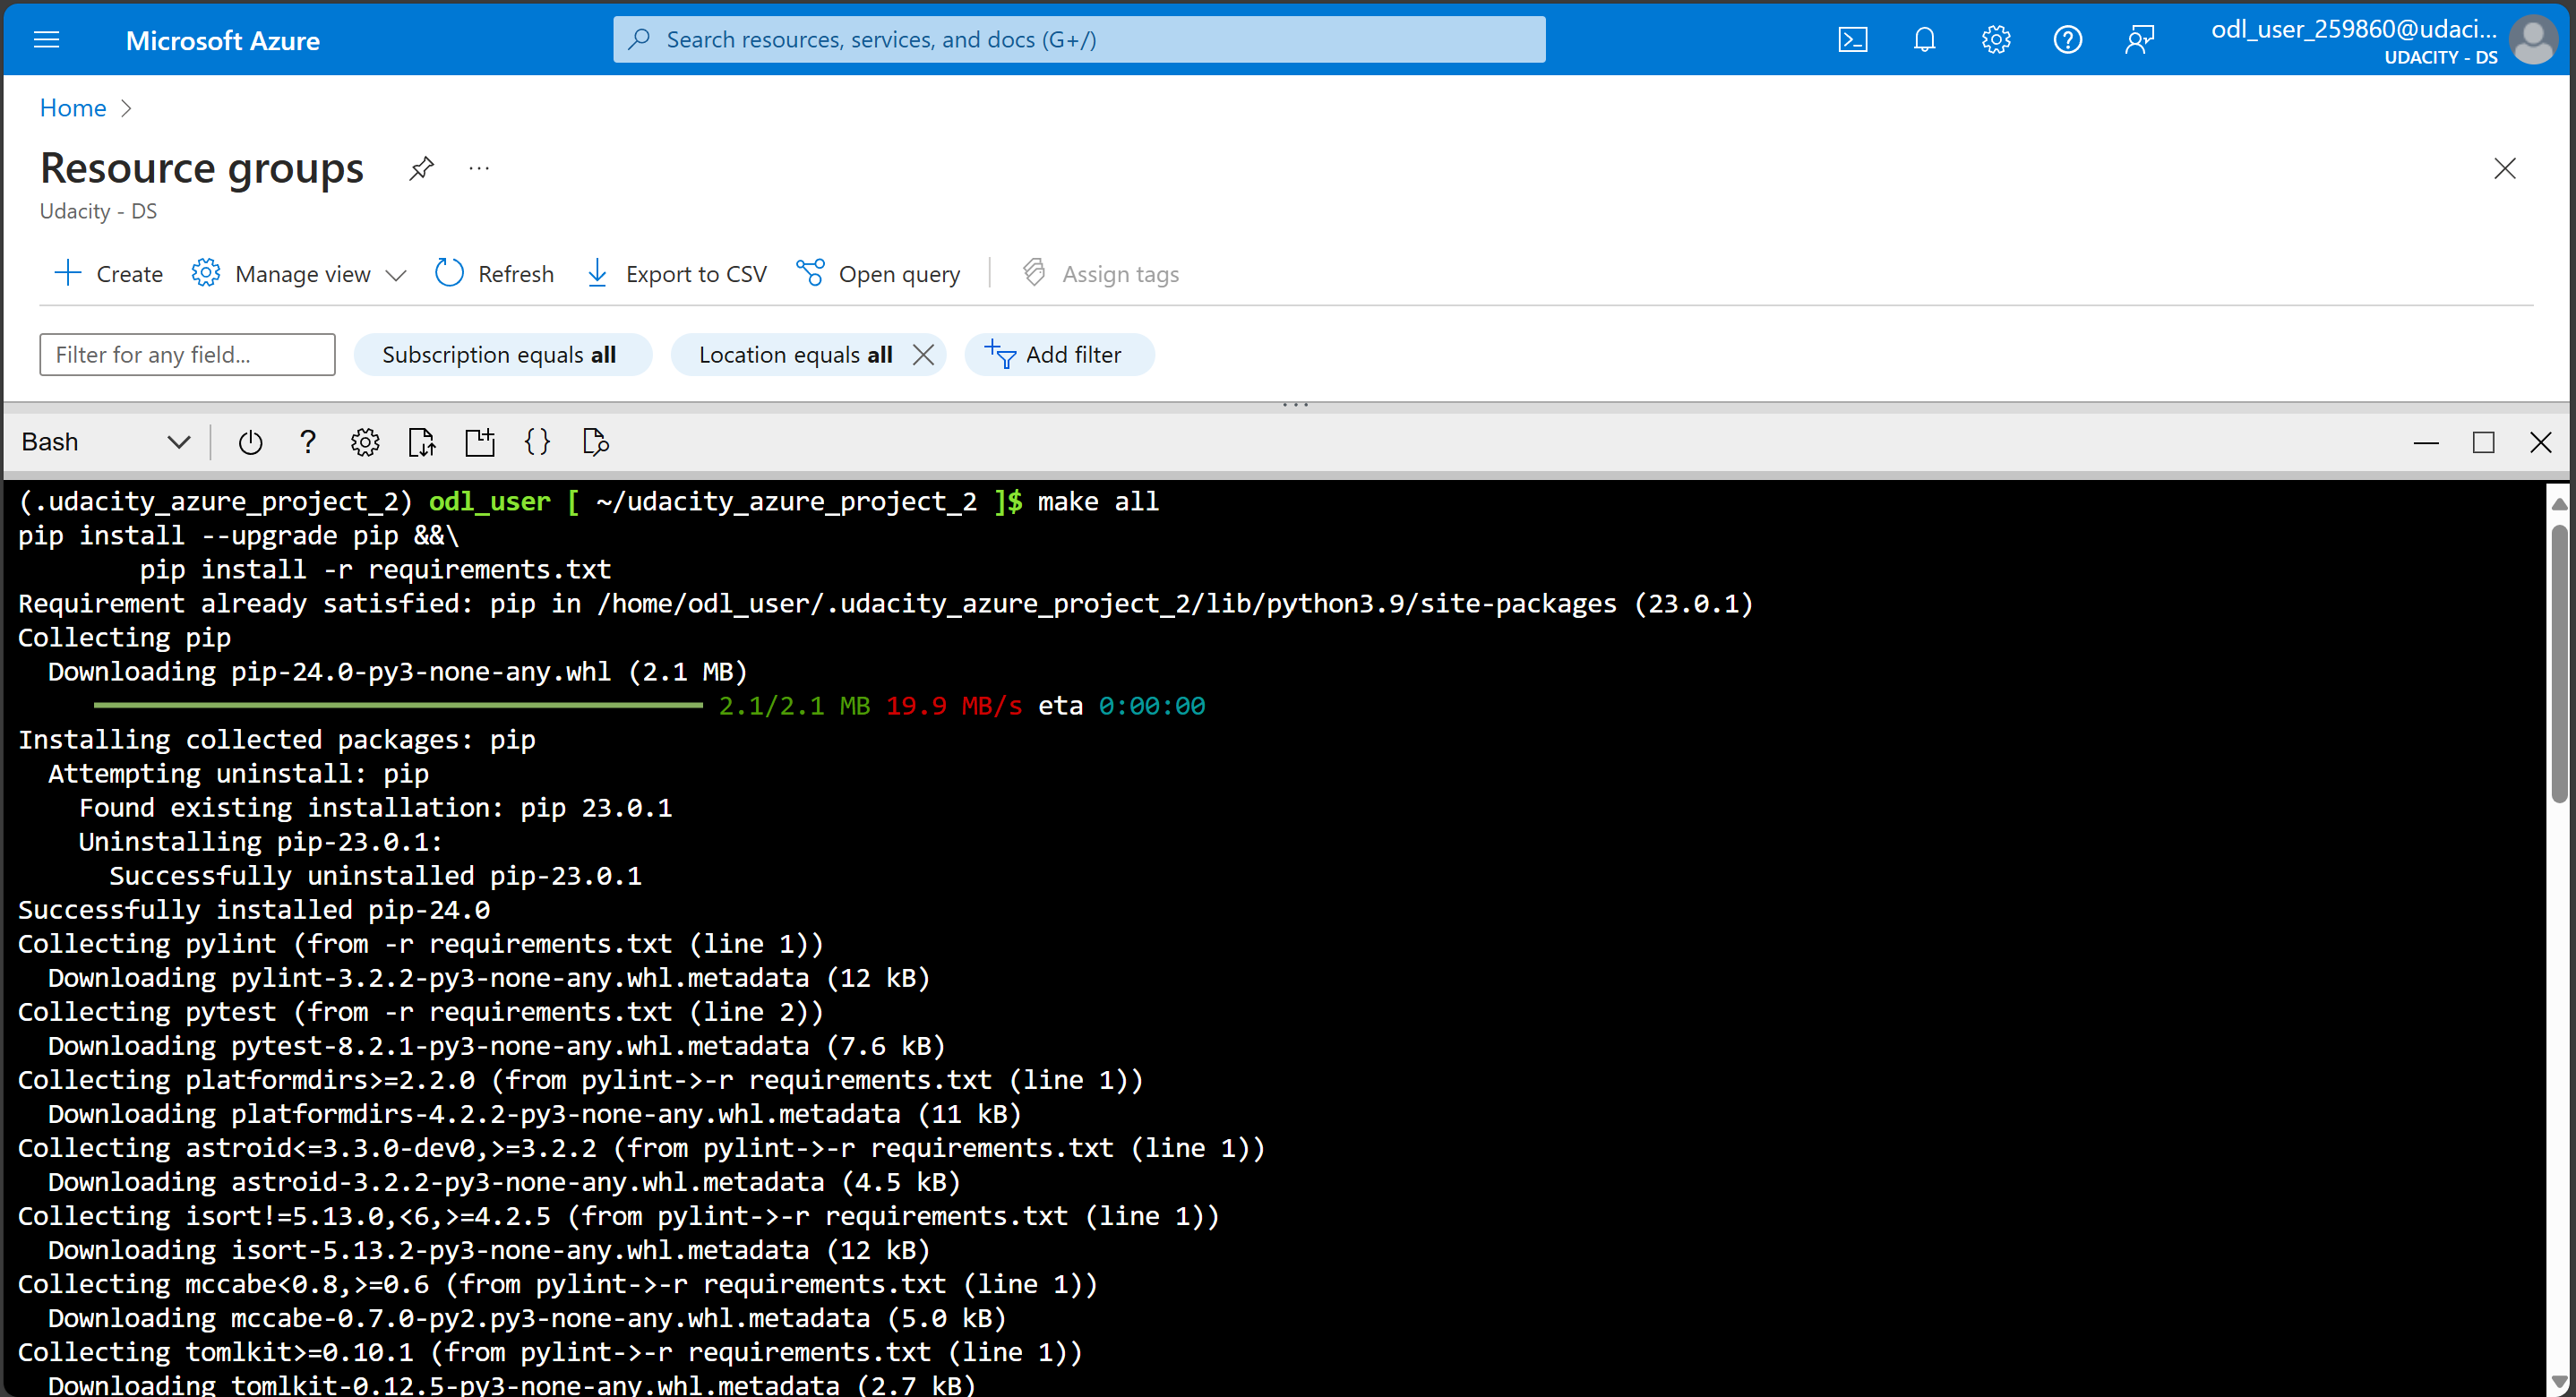 Microsoft Azure
Search resources, services, and docs (G+/)
odl_user_259860@udaci...
UDACITY - DS
Home
Resource groups
...
Udacity - DS
Create
Manage view
Refresh
Export to CSV
Open query
Assign tags
Filter for any field...
Subscription equals all
Location equals all
Add filter
Bash
(.udacity_azure_project_2) odl_user [ ~/udacity_azure_project_2 ]$ make all
pip install --upgrade pip &&\
pip install -r requirements.txt
Requirement already satisfied: pip in /home/odl_user/.udacity_azure_project_2/lib/python3.9/site-packages (23.0.1)
Collecting pip
Downloading pip-24.0-py3-none-any.whl (2.1 MB)
2.1/2.1 MB 19.9 MB/s eta 0:00:00
Installing collected packages: pip
Attempting uninstall: pip
Found existing installation: pip 23.0.1
Uninstalling pip-23.0.1:
Successfully uninstalled pip-23.0.1
Successfully installed pip-24.0
Collecting pylint (from -r requirements.txt (line 1))
Downloading pylint-3.2.2-py3-none-any.whl.metadata (12 kB)
Collecting pytest (from -r requirements.txt (line 2))
Downloading pytest-8.2.1-py3-none-any.whl.metadata (7.6 kB)
Collecting platformdirs>=2.2.0 (from pylint->-r requirements.txt (line 1))
Downloading platformdirs-4.2.2-py3-none-any.whl.metadata (11 kB)
Collecting astroid<=3.3.0-dev0,>=3.2.2 (from pylint->-r requirements.txt (line 1))
Downloading astroid-3.2.2-py3-none-any.whl.metadata (4.5 kB)
Collecting isort!=5.13.0,<6,>=4.2.5 (from pylint->-r requirements.txt (line 1))
Downloading isort-5.13.2-py3-none-any.whl.metadata (12 kB)
Collecting mccabe<0.8,>=0.6 (from pylint->-r requirements.txt (line 1))
Downloading mccabe-0.7.0-py2.py3-none-any.whl.metadata (5.0 kB)
Collecting tomlkit>=0.10.1 (from pylint->-r requirements.txt (line 1))
Downloading tomlkit-0.12.5-py3-none-any.whl.metadata (2.7 kB)